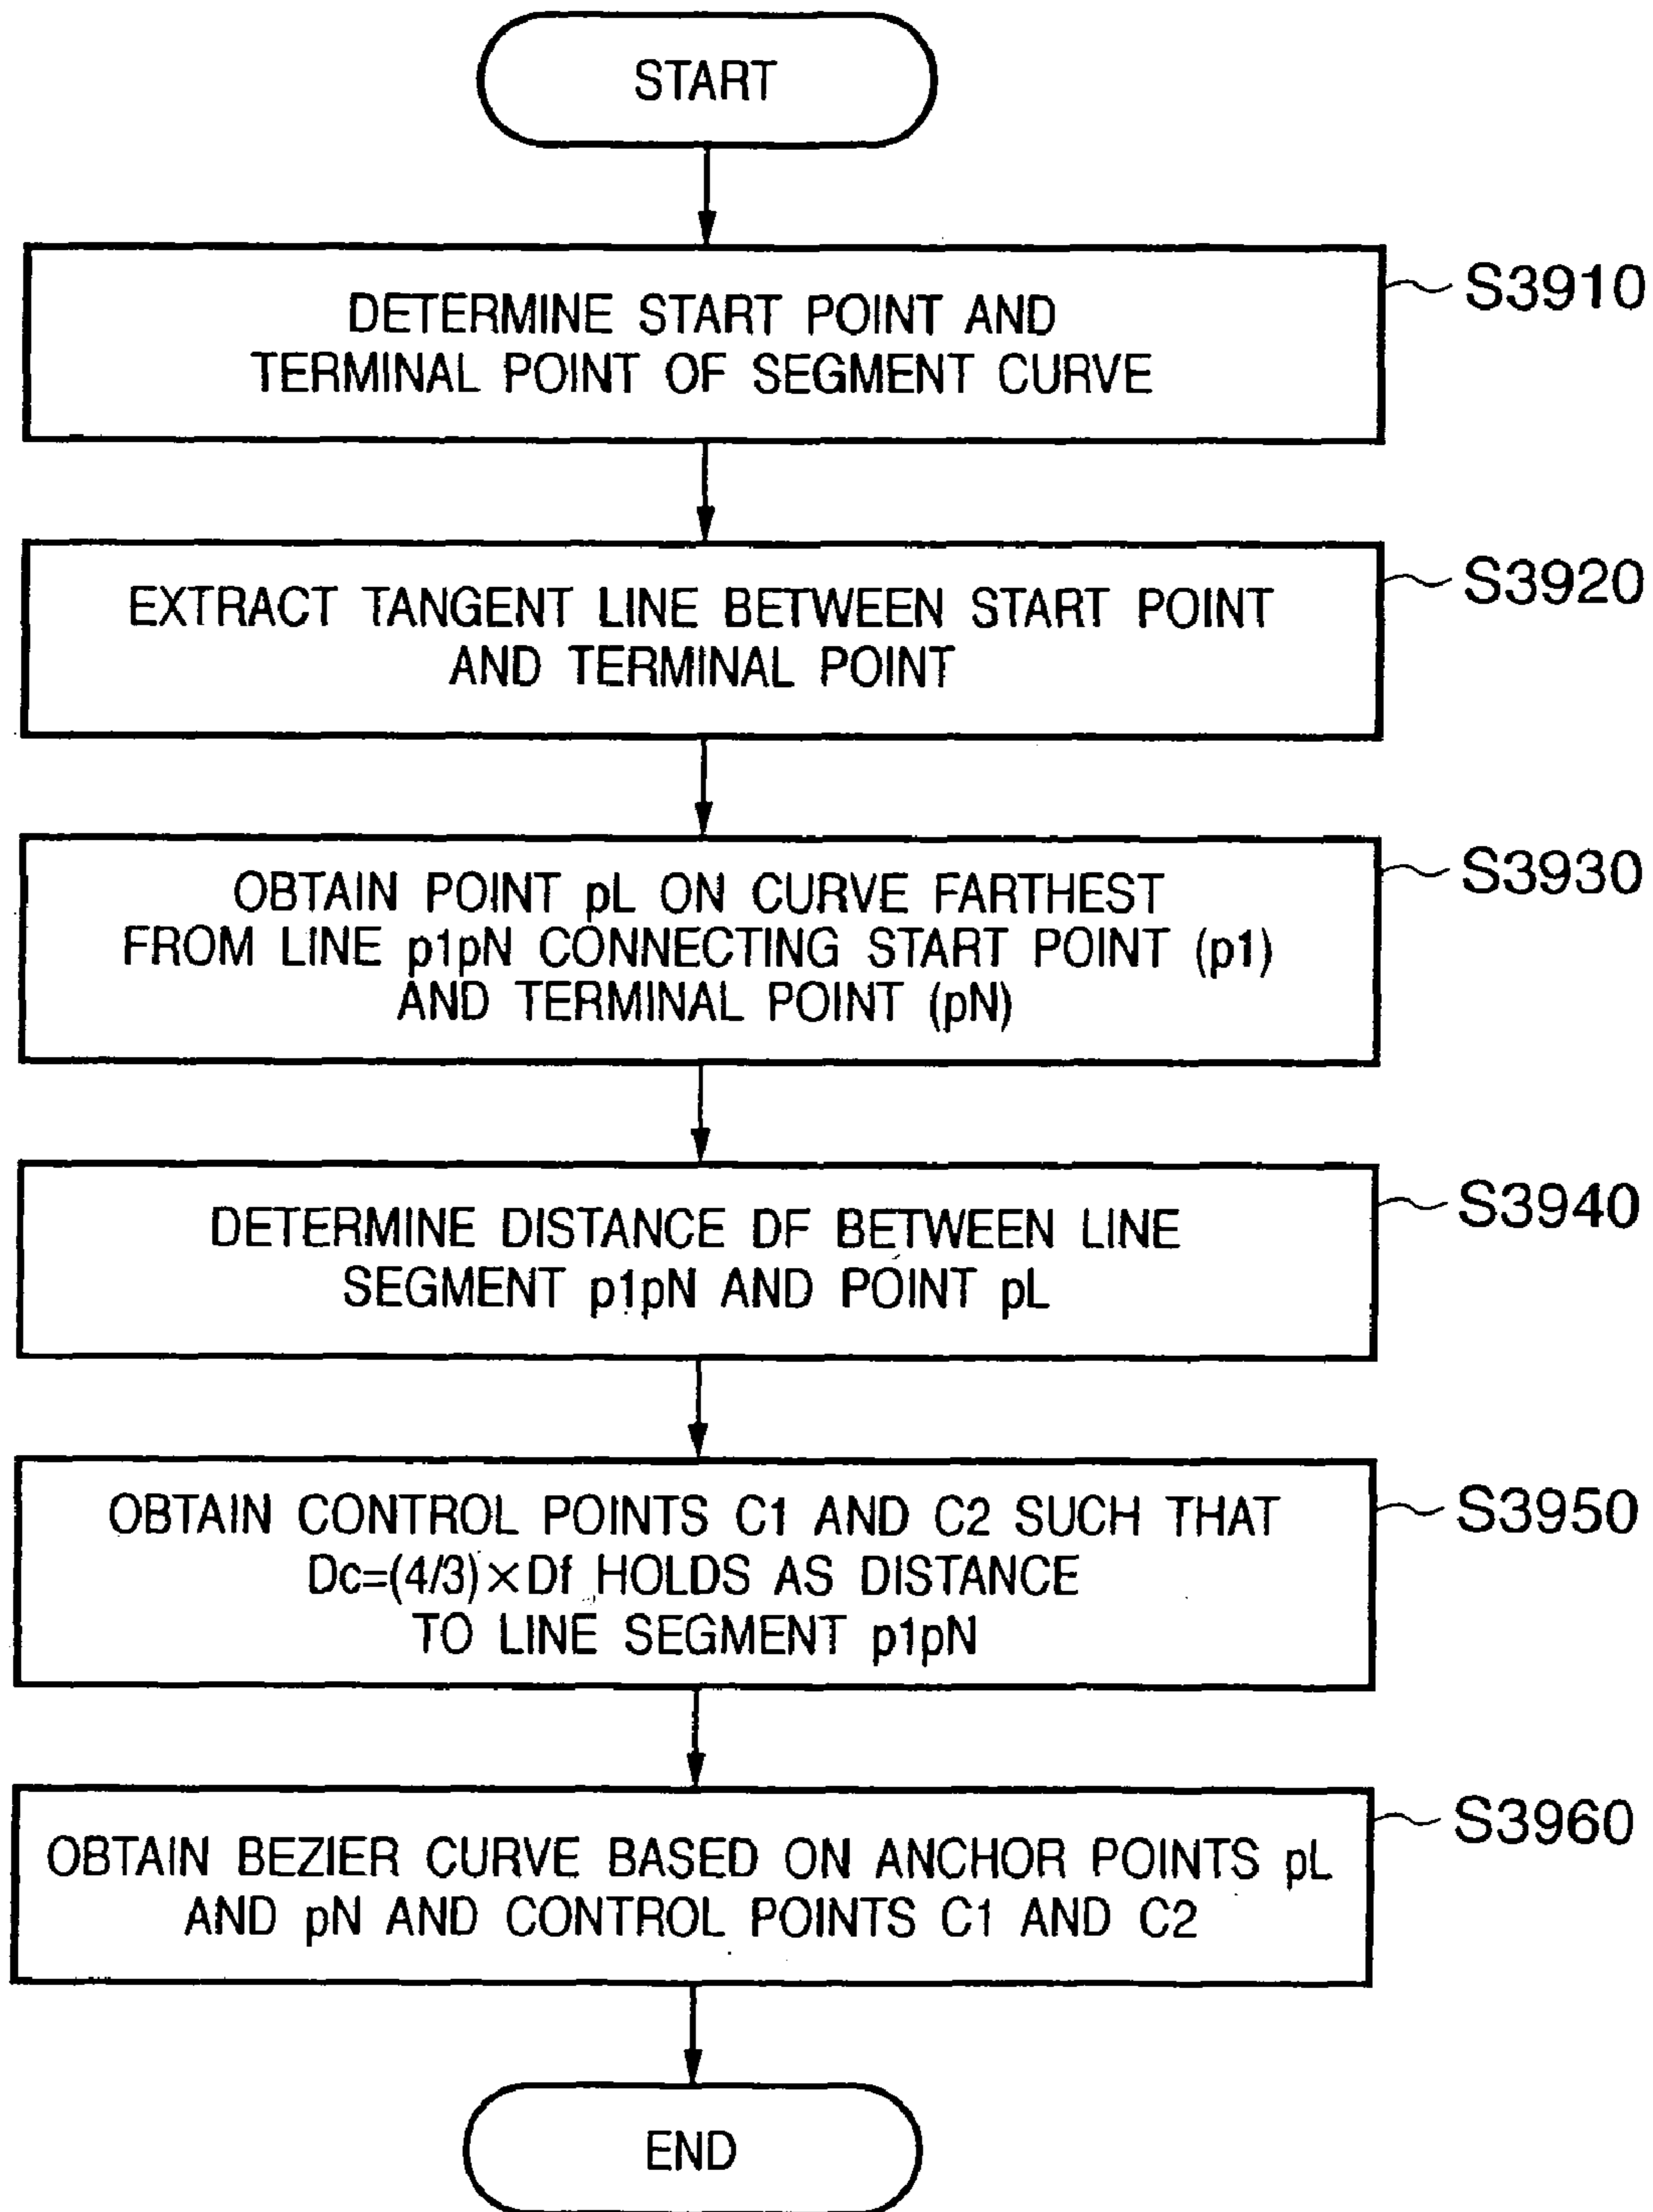 START
DETERMINE START POINT AND
TERMINAL POINT OF SEGMENT CURVE
S3910
EXTRACT TANGENT LINE BETWEEN START POINT
AND TERMINAL POINT
S3920
OBTAIN POINT pL ON CURVE FARTHEST
FROM LINE p1pN CONNECTING START POINT (p1)
AND TERMINAL POINT (pN)
S3930
DETERMINE DISTANCE DF BETWEEN LINE
SEGMENT p1pN AND POINT pL
S3940
OBTAIN CONTROL POINTS C1 AND C2 SUCH THAT
Dc=(4/3)×Df HOLDS AS DISTANCE
TO LINE SEGMENT p1pN
S3950
OBTAIN BEZIER CURVE BASED ON ANCHOR POINTS pL
AND pN AND CONTROL POINTS C1 AND C2
S3960
END